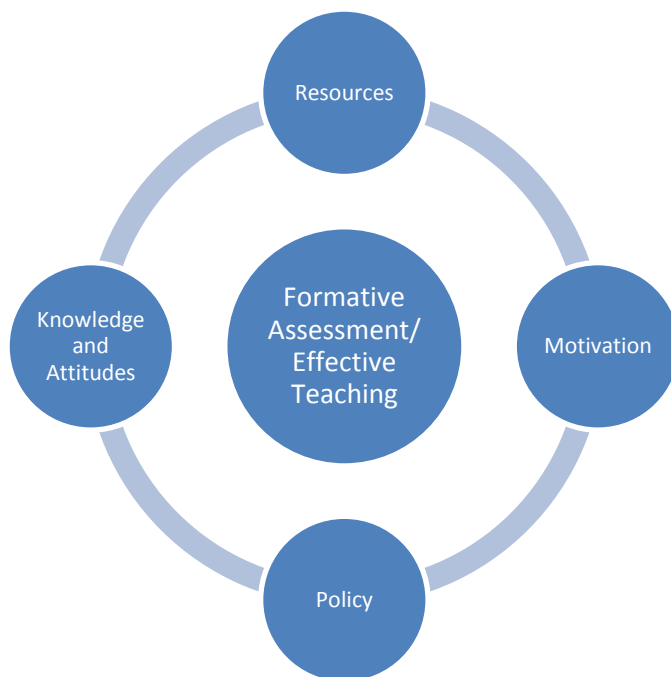 Resources
Knowledge
and
Attitudes
Formative
Assessment/
Effective
Teaching
Motivation
Policy